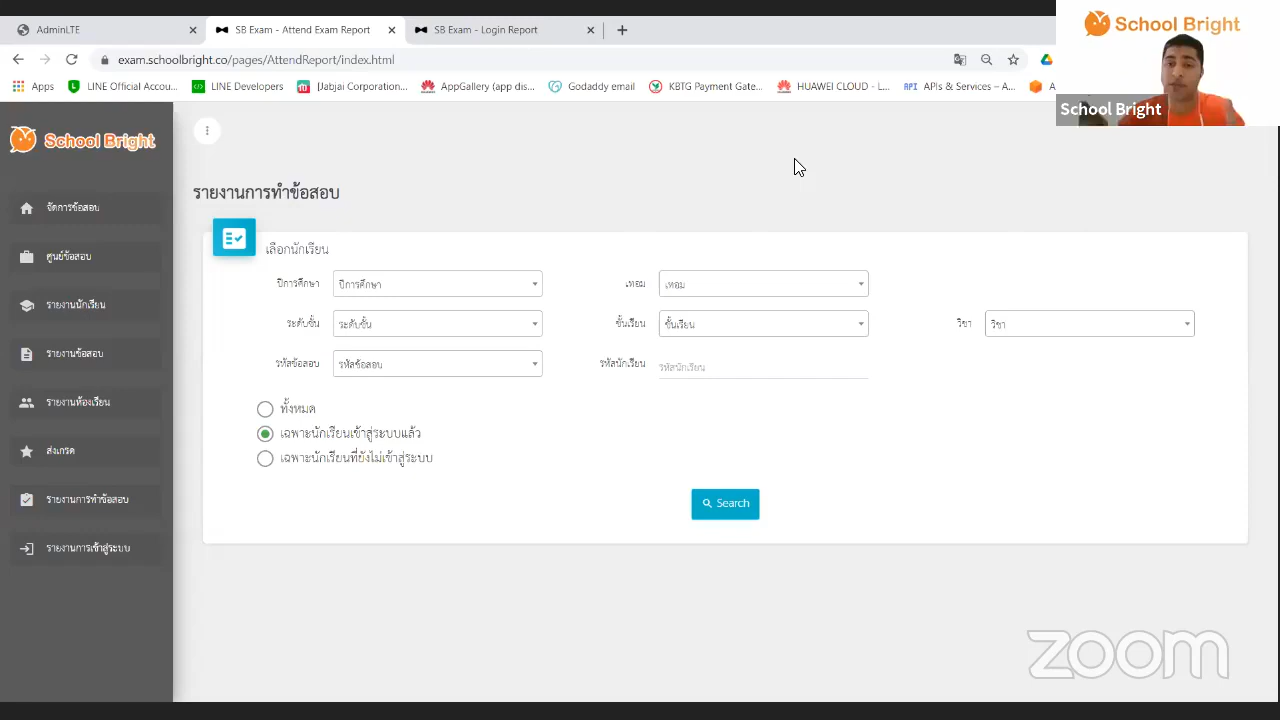 AdminLTE
SB Exam - Attend Exam Report
SB Exam - Login Report
exam.schoolbright.co/pages/AttendReport/index.html
Apps
LINE Official Accou...
LINE Developers
Jabjai Corporation...
AppGallery (app dis...
Godaddy email
KBTG Payment Gate...
HUAWEI CLOUD - L...
API APIs & Services – A...
School Bright
School Bright
School Bright
จัดการข้อสอบ
ศูนย์ข้อสอบ
รายงานนักเรียน
รายงานข้อสอบ
รายงานห้องเรียน
ส่งเกรด
รายงานการทำข้อสอบ
รายงานการเข้าสู่ระบบ
รายงานการทำข้อสอบ
เลือกนักเรียน
ปีการศึกษา ปีการศึกษา เทอม เทอม
ระดับชั้น ระดับชั้น ชั้นเรียน ชั้นเรียน วิชา วิชา
รหัสข้อสอบ รหัสข้อสอบ รหัสนักเรียน รหัสนักเรียน
ทั้งหมด
เฉพาะนักเรียนเข้าสู่ระบบแล้ว
เฉพาะนักเรียนที่ยังไม่เข้าสู่ระบบ
Search
zoom